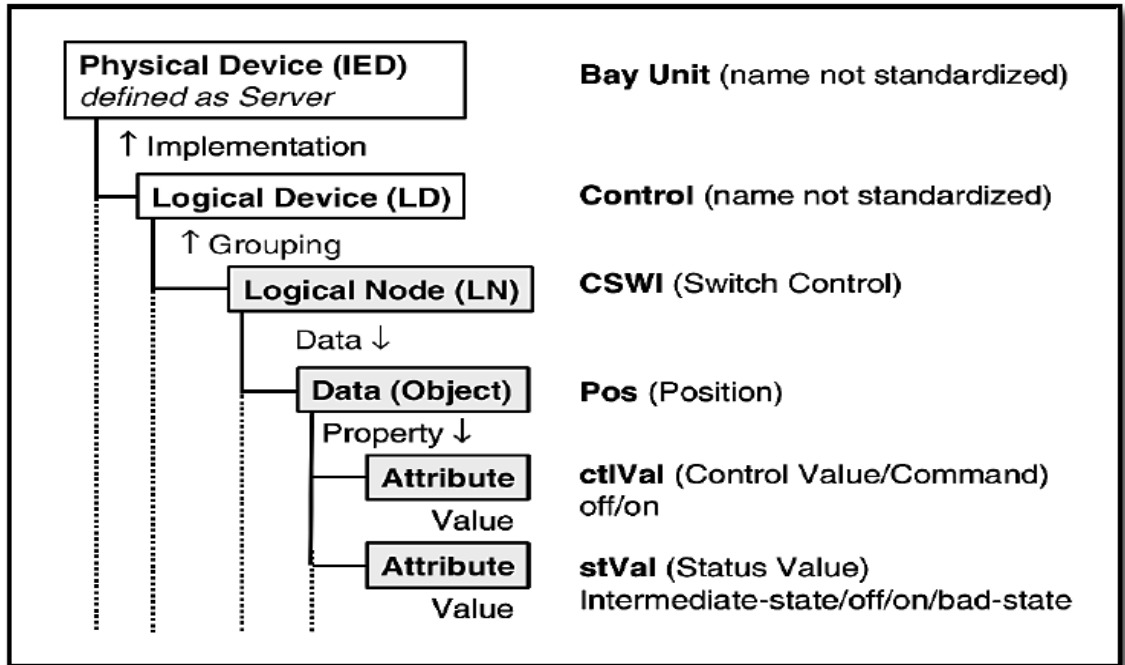 Physical Device (IED)
defined as Server
Bay Unit (name not standardized)
↑ Implementation
Logical Device (LD)
Control (name not standardized)
↑ Grouping
Logical Node (LN)
CSWI (Switch Control)
Data ↓
Data (Object)
Pos (Position)
Property ↓
Attribute
ctlVal (Control Value/Command)
Value
off/on
Attribute
stVal (Status Value)
Value
Intermediate-state/off/on/bad-state